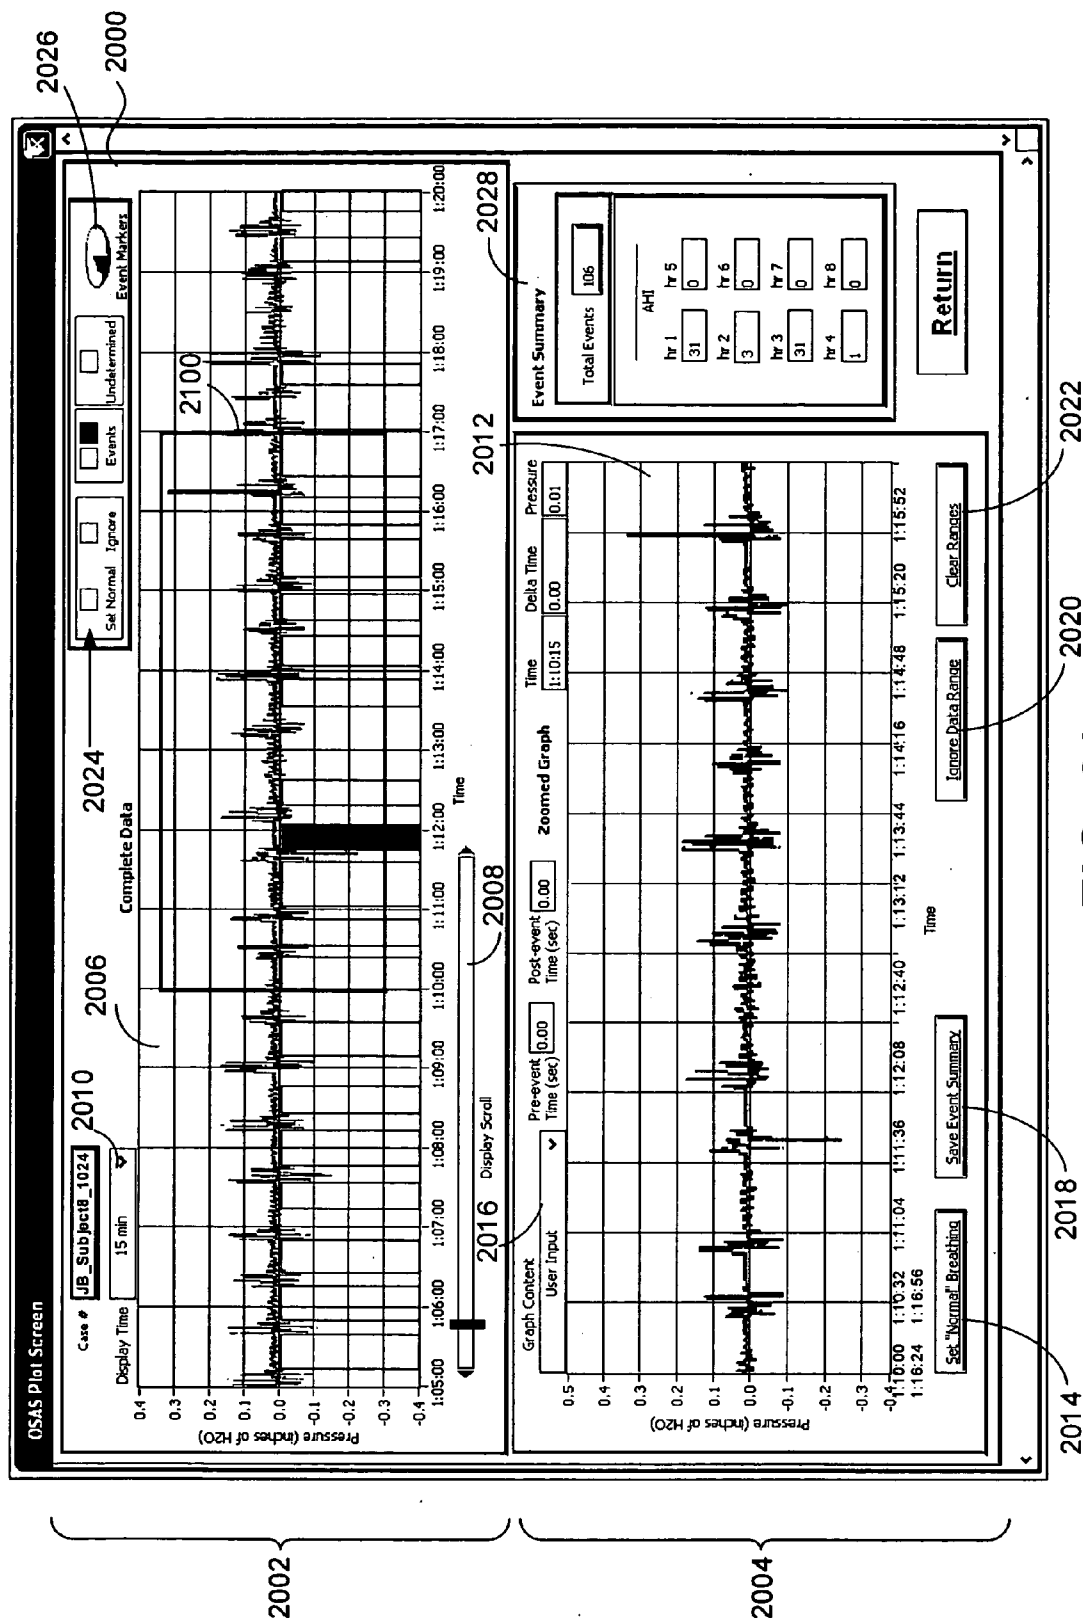 OSAS Plot Screen
Case # JB_Subject8_1024
Display Time 15 min
2010
2006
Complete Data
2024
Set Normal Ignore Events Undetermined
Event Markers
2026
2000
2002
2100
Pressure (inches of H2O)
0.4
0.3
0.2
0.1
0.0
-0.1
-0.2
-0.3
-0.4
1:05:00 1:06:00 1:07:00 1:08:00 1:09:00 1:10:00 1:11:00 1:12:00 1:13:00 1:14:00 1:15:00 1:16:00 1:17:00 1:18:00 1:19:00 1:20:00
Time
Display Scroll
2008
2016
2004
Graph Content
User Input
Pre-event Time (sec) 0.00
Post-event Time (sec) 0.00
Zoomed Graph
Time 1:10:15
Delta Time 0.00
Pressure 0.01
2012
Pressure (inches of H2O)
0.5
0.4
0.3
0.2
0.1
0.0
-0.1
-0.2
-0.3
-0.4
1:10:00 1:10:32 1:11:04 1:11:36 1:12:08 1:12:40 1:13:12 1:13:44 1:14:16 1:14:48 1:15:20 1:15:52
1:16:24 1:16:56
Time
Set "Normal" Breathing
Save Event Summary
Ignore Data Range
Clear Ranges
2014
2018
2020
2022
2028
Event Summary
Total Events 106
AHI
hr 1 hr 5
31 0
hr 2 hr 6
3 0
hr 3 hr 7
31 0
hr 4 hr 8
1 0
Return